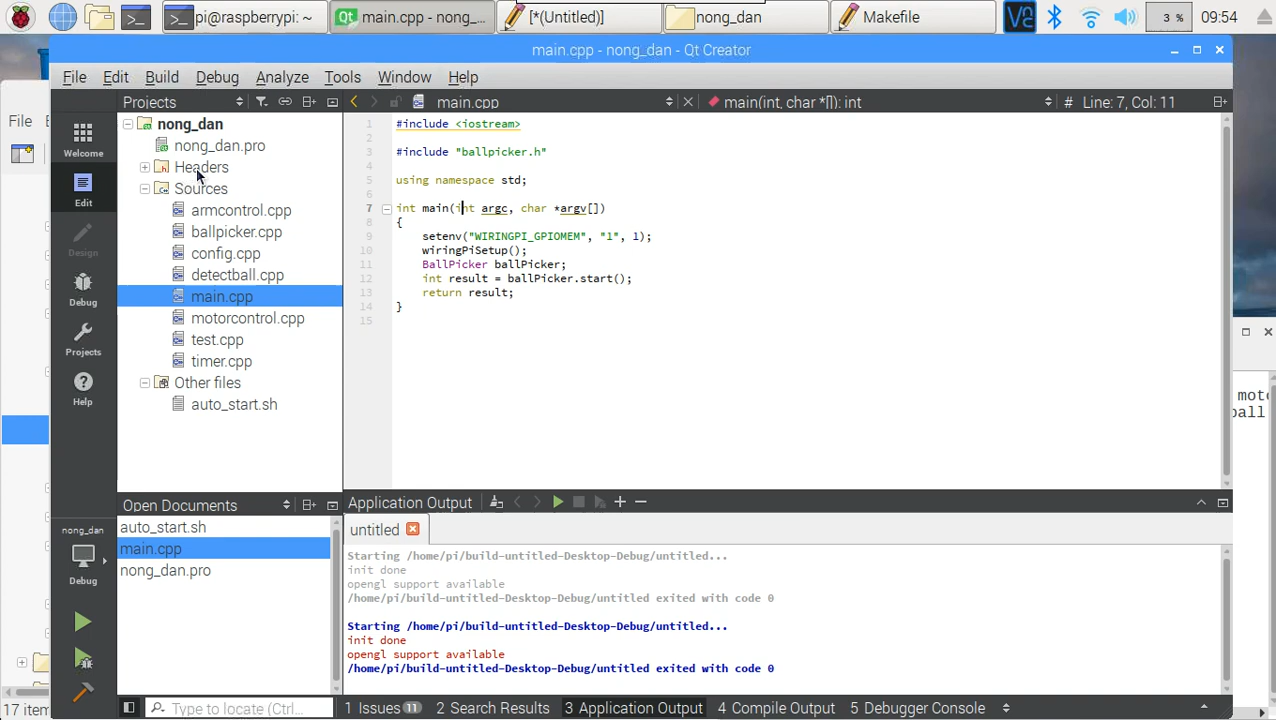 pi@raspberrypi: ~
main.cpp - nong_...
[*(Untitled)]
nong_dan
Makefile
3 %
09:54
main.cpp - nong_dan - Qt Creator
File Edit Build Debug Analyze Tools Window Help
File
Projects
main.cpp
main(int, char *[]): int
# Line: 7, Col: 11
Welcome
Edit
Design
Debug
Projects
Help
nong_dan
nong_dan.pro
Headers
Sources
armcontrol.cpp
ballpicker.cpp
config.cpp
detectball.cpp
main.cpp
motorcontrol.cpp
test.cpp
timer.cpp
Other files
auto_start.sh
1 #include <iostream>
2
3 #include "ballpicker.h"
4
5 using namespace std;
6
7 int main(int argc, char *argv[])
8 {
9 setenv("WIRINGPI_GPIOMEM", "1", 1);
10 wiringPiSetup();
11 BallPicker ballPicker;
12 int result = ballPicker.start();
13 return result;
14 }
15
moto
ball
Open Documents
auto_start.sh
main.cpp
nong_dan.pro
nong_dan
Debug
Application Output
untitled
Starting /home/pi/build-untitled-Desktop-Debug/untitled...
init done
opengl support available
/home/pi/build-untitled-Desktop-Debug/untitled exited with code 0
Starting /home/pi/build-untitled-Desktop-Debug/untitled...
init done
opengl support available
/home/pi/build-untitled-Desktop-Debug/untitled exited with code 0
17 item
Type to locate (Ctrl...
1 Issues 11
2 Search Results
3 Application Output
4 Compile Output
5 Debugger Console